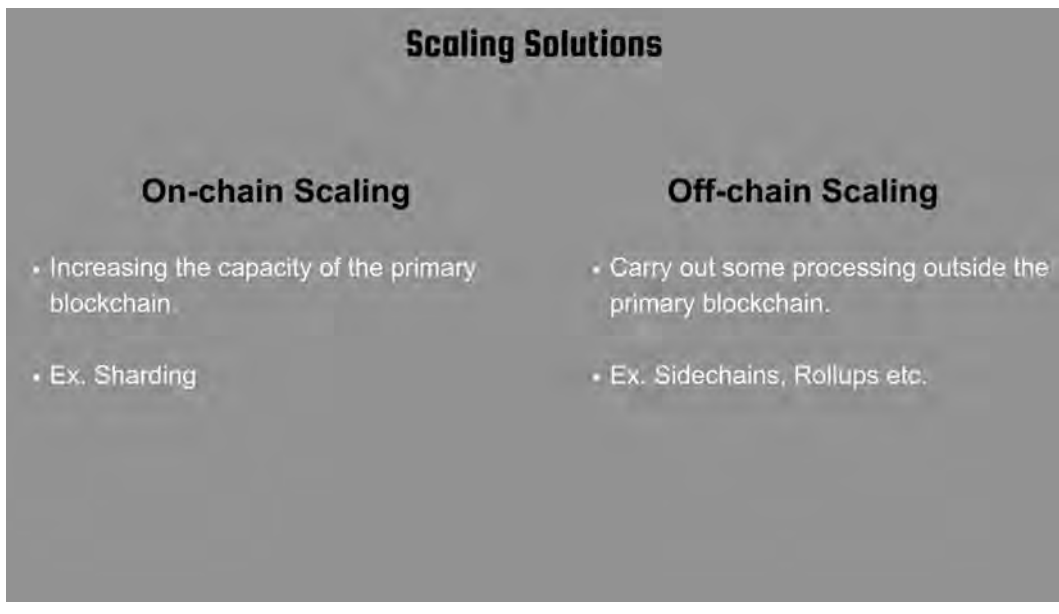 Scaling Solutions
On-chain Scaling
• Increasing the capacity of the primary
blockchain
• Ex. Sharding
Off-chain Scaling
• Carry out some processing outside the
primary blockchain.
• Ex. Sidechains, Rollups etc.